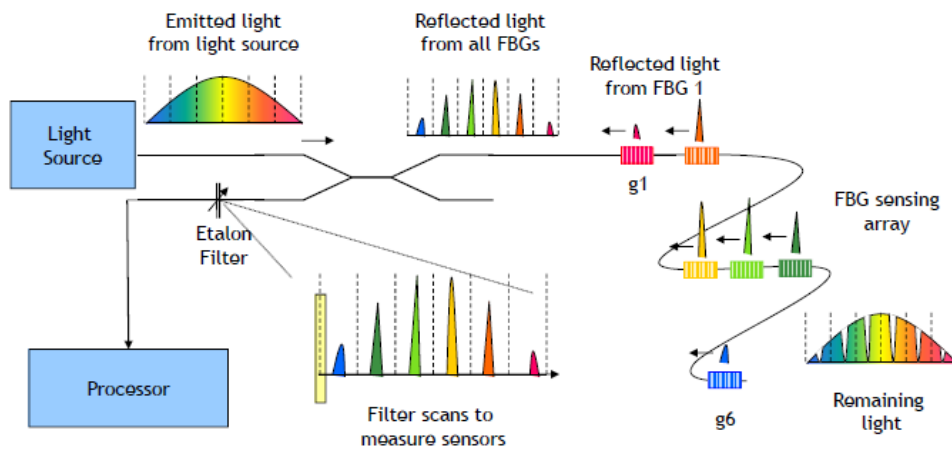 Emitted light
from light source
Reflected light
from all FBGs
Reflected light
from FBG 1
Light
Source
g1
FBG sensing
array
Etalon
Filter
Processor
Filter scans to
measure sensors
g6
Remaining
light